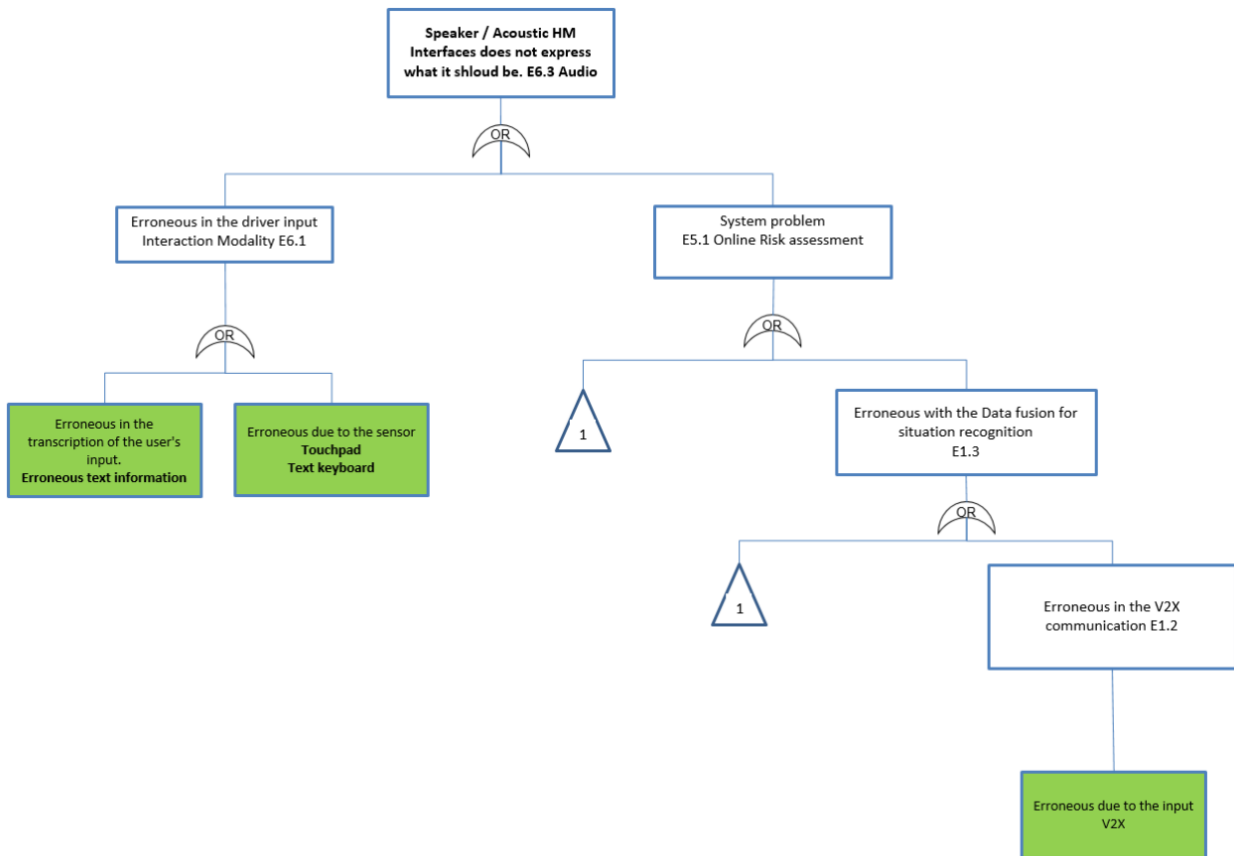 Speaker / Acoustic HM
Interfaces does not express
what it shloud be. E6.3 Audio
OR
Erroneous in the driver input
Interaction Modality E6.1
System problem
E5.1 Online Risk assessment
OR
OR
Erroneous in the
transcription of the user's
input.
Erroneous text information
Erroneous due to the sensor
Touchpad
Text keyboard
1
Erroneous with the Data fusion for
situation recognition
E1.3
OR
1
Erroneous in the V2X
communication E1.2
Erroneous due to the input
V2X